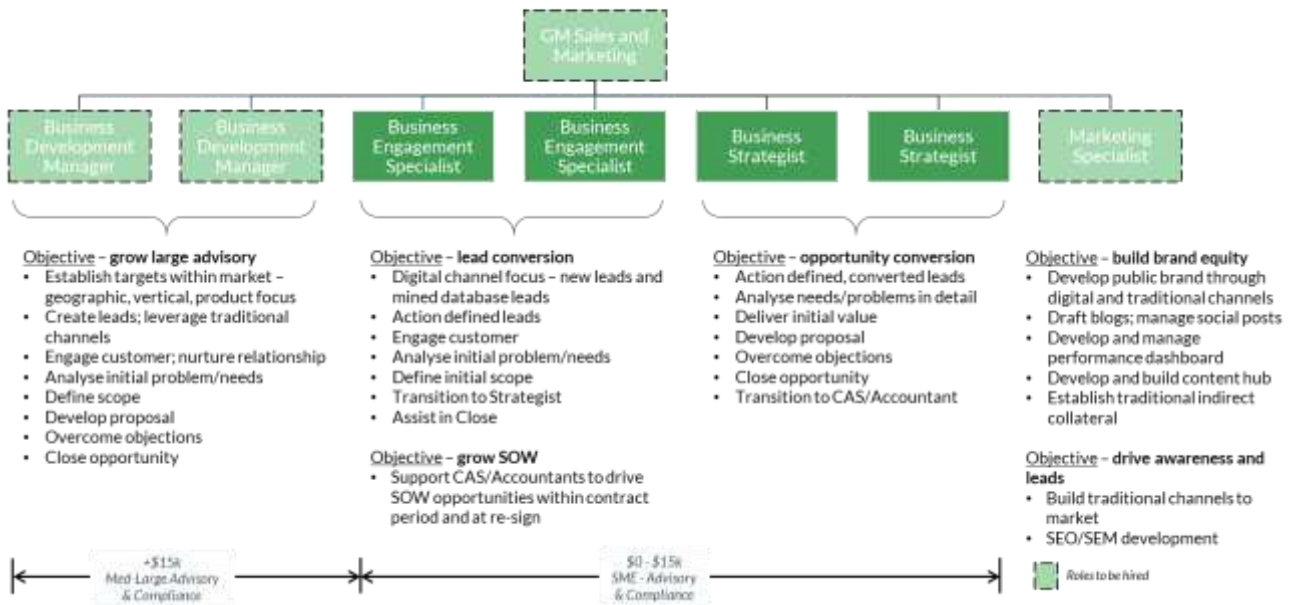 GM Sales and
Marketing
Business
Development
Manager
Business
Development
Manager
Business
Engagement
Specialist
Business
Engagement
Specialist
Business
Strategist
Business
Strategist
Marketing
Specialist
Objective – grow large advisory
• Establish targets within market –
geographic, vertical, product focus
• Create leads; leverage traditional
channels
• Engage customer; nurture relationship
• Analyse initial problem/needs
• Define scope
• Develop proposal
• Overcome objections
• Close opportunity
Objective – lead conversion
• Digital channel focus – new leads and
mined database leads
• Action defined leads
• Engage customer
• Analyse initial problem/needs
• Define initial scope
• Transition to Strategist
• Assist in Close
Objective – grow SOW
• Support CAS/Accountants to drive
SOW opportunities within contract
period and at re-sign
Objective – opportunity conversion
• Action defined, converted leads
• Analyse needs/problems in detail
• Deliver initial value
• Develop proposal
• Overcome objections
• Close opportunity
• Transition to CAS/Accountant
Objective – build brand equity
• Develop public brand through
digital and traditional channels
• Draft blogs; manage social posts
• Develop and manage
performance dashboard
• Develop and build content hub
• Establish traditional indirect
collateral
Objective – drive awareness and
leads
• Build traditional channels to
market
• SEO/SEM development
+$15k
Med-Large Advisory
& Compliance
$0 - $15k
SME - Advisory
& Compliance
Roles to be hired